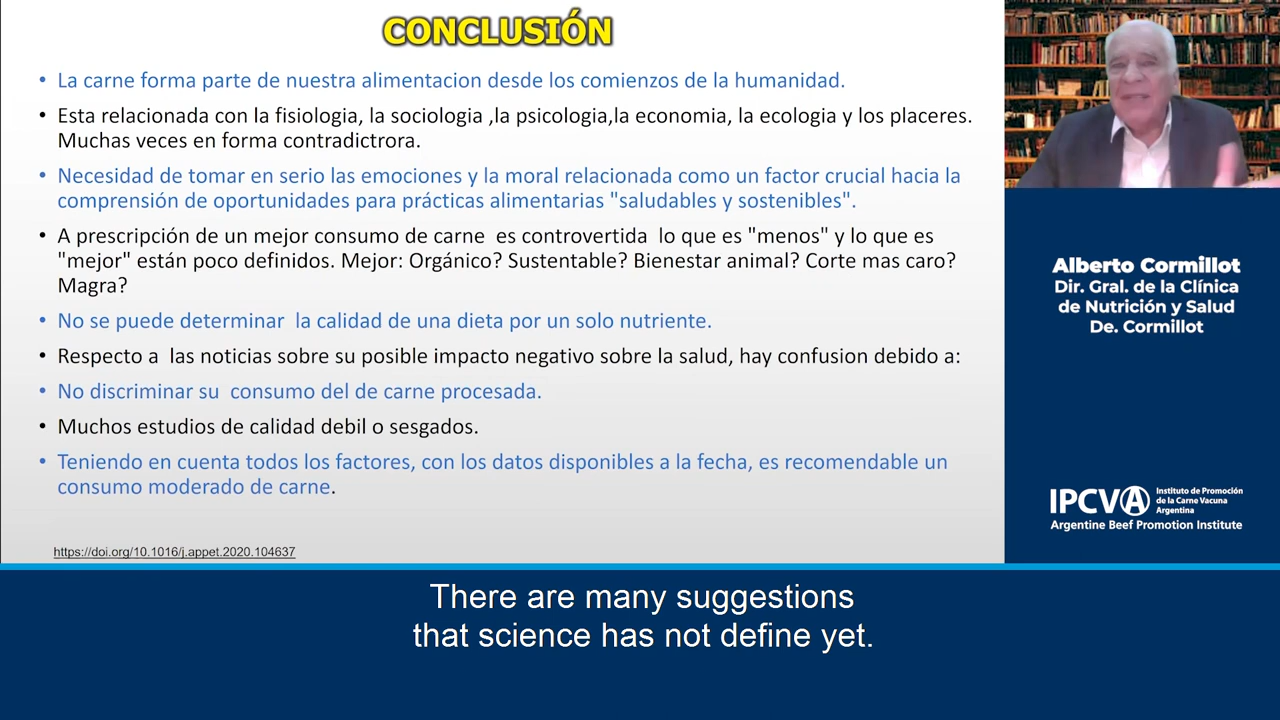 CONCLUSIÓN
• La carne forma parte de nuestra alimentacion desde los comienzos de la humanidad.
• Esta relacionada con la fisiologia, la sociologia ,la psicologia,la economia, la ecologia y los placeres.
Muchas veces en forma contradictrora.
• Necesidad de tomar en serio las emociones y la moral relacionada como un factor crucial hacia la
comprensión de oportunidades para prácticas alimentarias "saludables y sostenibles".
• A prescripción de un mejor consumo de carne es controvertida lo que es "menos" y lo que es
"mejor" están poco definidos. Mejor: Orgánico? Sustentable? Bienestar animal? Corte mas caro?
Magra?
• No se puede determinar la calidad de una dieta por un solo nutriente.
• Respecto a las noticias sobre su posible impacto negativo sobre la salud, hay confusion debido a:
• No discriminar su consumo del de carne procesada.
• Muchos estudios de calidad debil o sesgados.
• Teniendo en cuenta todos los factores, con los datos disponibles a la fecha, es recomendable un
consumo moderado de carne.
https://doi.org/10.1016/j.appet.2020.104637
Alberto Cormillot
Dir. Gral. de la Clínica
de Nutrición y Salud
De. Cormillot
IPCVA
Instituto de Promoción
de la Carne Vacuna
Argentina
Argentine Beef Promotion Institute
There are many suggestions
that science has not define yet.